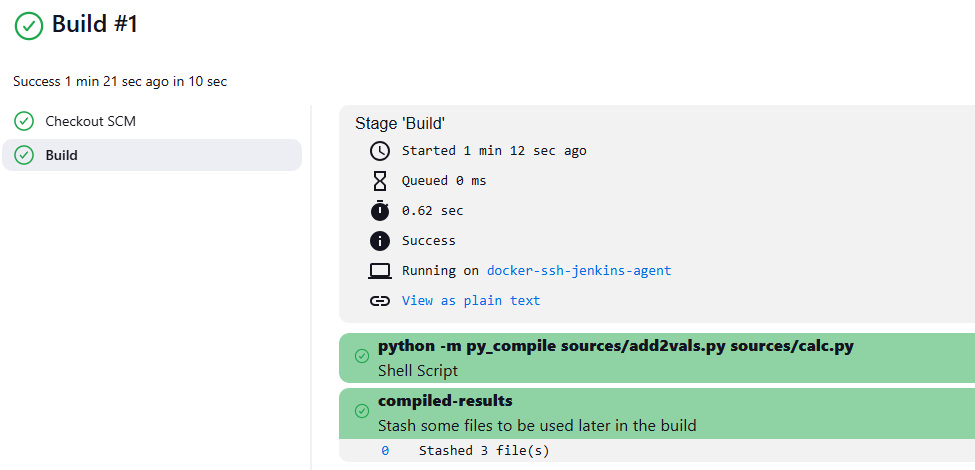 Build #1
Success 1 min 21 sec ago in 10 sec
Checkout SCM
Build
Stage 'Build'
Started 1 min 12 sec ago
Queued 0 ms
0.62 sec
Success
Running on docker-ssh-jenkins-agent
View as plain text
python -m py_compile sources/add2vals.py sources/calc.py
Shell Script
compiled-results
Stash some files to be used later in the build
0 Stashed 3 file(s)